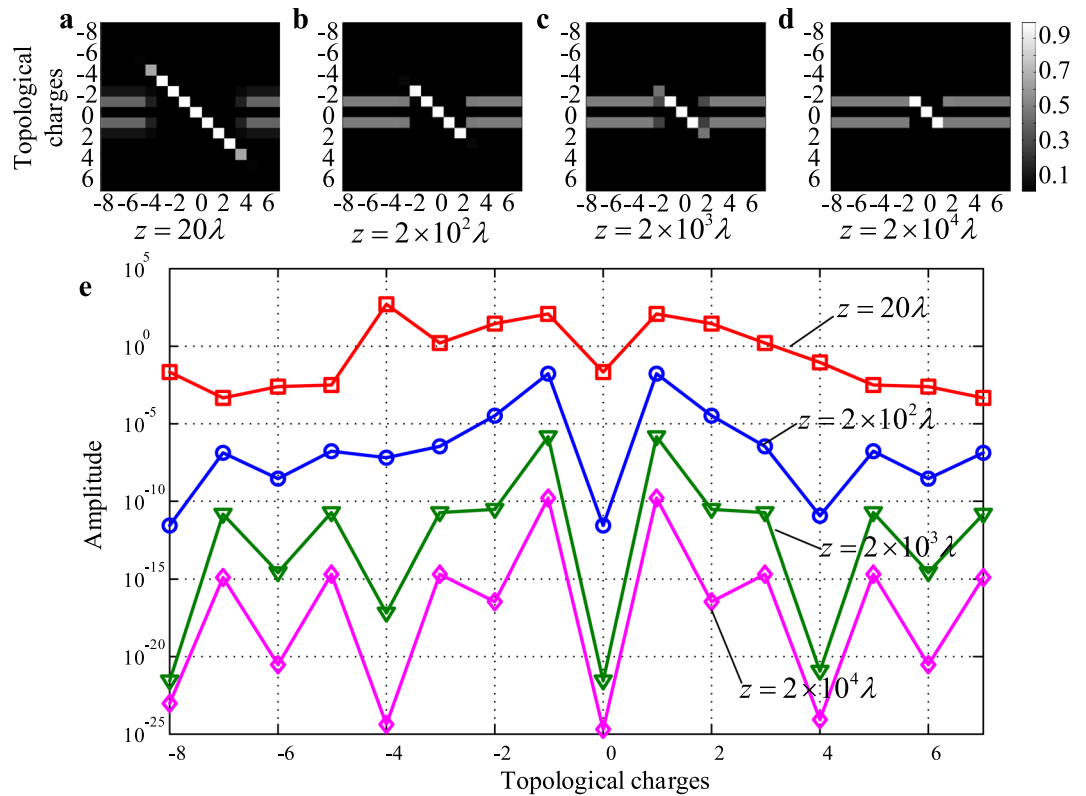 a b c d
Topological charges
-8
-6
-4
-2
0
2
4
6
-8
-6
-4
-2
0
2
4
6
-8
-6
-4
-2
0
2
4
6
-8
-6
-4
-2
0
2
4
6
0.9
0.7
0.5
0.3
0.1
-8 -6 -4 -2 0 2 4 6
-8 -6 -4 -2 0 2 4 6
-8 -6 -4 -2 0 2 4 6
-8 -6 -4 -2 0 2 4 6
z = 20λ
z = 2×10²λ
z = 2×10³λ
z = 2×10⁴λ
e
Amplitude
10⁵
10⁰
10⁻⁵
10⁻¹⁰
10⁻¹⁵
10⁻²⁰
10⁻²⁵
z = 20λ
z = 2×10²λ
z = 2×10³λ
z = 2×10⁴λ
-8 -6 -4 -2 0 2 4 6
Topological charges